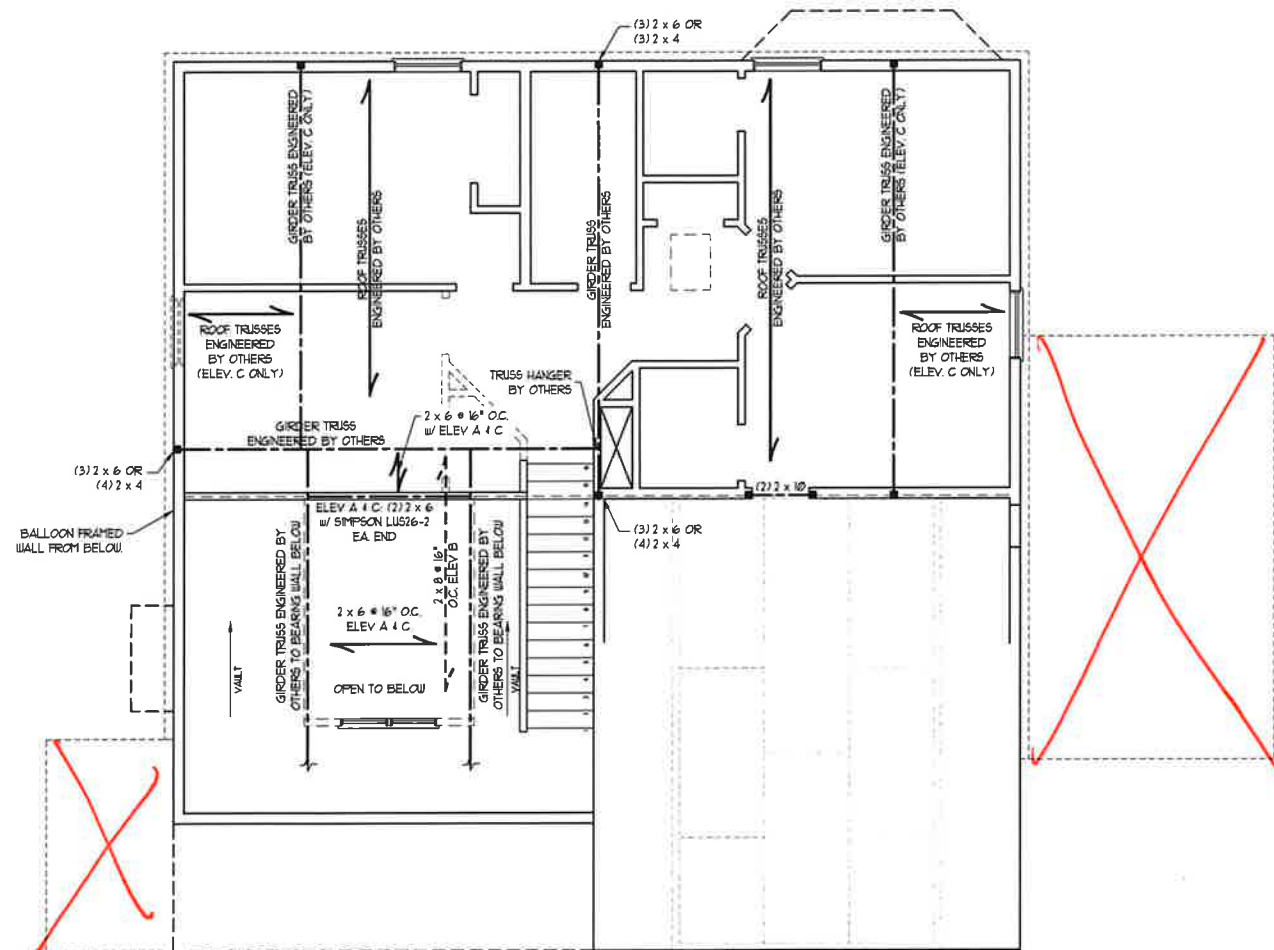 (3) 2 x 6 OR
(3) 2 x 4
GIRDER TRUSS ENGINEERED
BY OTHERS (ELEV. C ONLY)
ROOF TRUSSES
ENGINEERED BY OTHERS
GIRDER TRUSS
ENGINEERED BY OTHERS
ROOF TRUSSES
ENGINEERED BY OTHERS
GIRDER TRUSS ENGINEERED
BY OTHERS (ELEV. C ONLY)
ROOF TRUSSES
ENGINEERED
BY OTHERS
(ELEV. C ONLY)
ROOF TRUSSES
ENGINEERED
BY OTHERS
(ELEV. C ONLY)
TRUSS HANGER
BY OTHERS
2 x 6 @ 16" O.C.
W/ ELEV A & C
GIRDER TRUSS
ENGINEERED BY OTHERS
(3) 2 x 6 OR
(4) 2 x 4
(2) 2 x 10
BALLOON FRAMED
WALL FROM BELOW.
ELEV A & C: (2) 2 x 6
W/ SIMPSON LUS26-2
EA. END
(3) 2 x 6 OR
(4) 2 x 4
GIRDER TRUSS ENGINEERED BY
OTHERS TO BEARING WALL BELOW
2 x 8 @ 16"
O.C. ELEV B
GIRDER TRUSS ENGINEERED BY
OTHERS TO BEARING WALL BELOW
2 x 6 @ 16" O.C.
ELEV A & C
VAULT
VAULT
OPEN TO BELOW